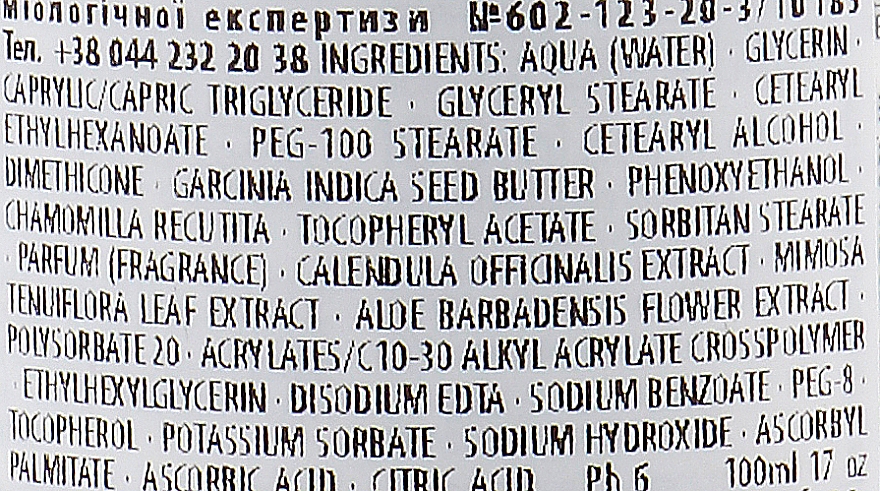 міологічної експертизи №602-123-20-3/10183
Тел. +38 044 232 20 38 INGREDIENTS: AQUA (WATER) · GLYCERIN ·
CAPRYLIC/CAPRIC TRIGLYCERIDE · GLYCERYL STEARATE · CETEARYL
ETHYLHEXANOATE · PEG-100 STEARATE · CETEARYL ALCOHOL ·
DIMETHICONE · GARCINIA INDICA SEED BUTTER · PHENOXYETHANOL ·
CHAMOMILLA RECUTITA · TOCOPHERYL ACETATE · SORBITAN STEARATE
· PARFUM (FRAGRANCE) · CALENDULA OFFICINALIS EXTRACT · MIMOSA
TENUIFLORA LEAF EXTRACT · ALOE BARBADENSIS FLOWER EXTRACT ·
POLYSORBATE 20 · ACRYLATES/C10-30 ALKYL ACRYLATE CROSSPOLYMER
· ETHYLHEXYLGLYCERIN · DISODIUM EDTA · SODIUM BENZOATE · PEG-8 ·
TOCOPHEROL · POTASSIUM SORBATE · SODIUM HYDROXIDE · ASCORBYL
PALMITATE · ASCORBIC ACID · CITRIC ACID Ph 6 100ml 17 oz